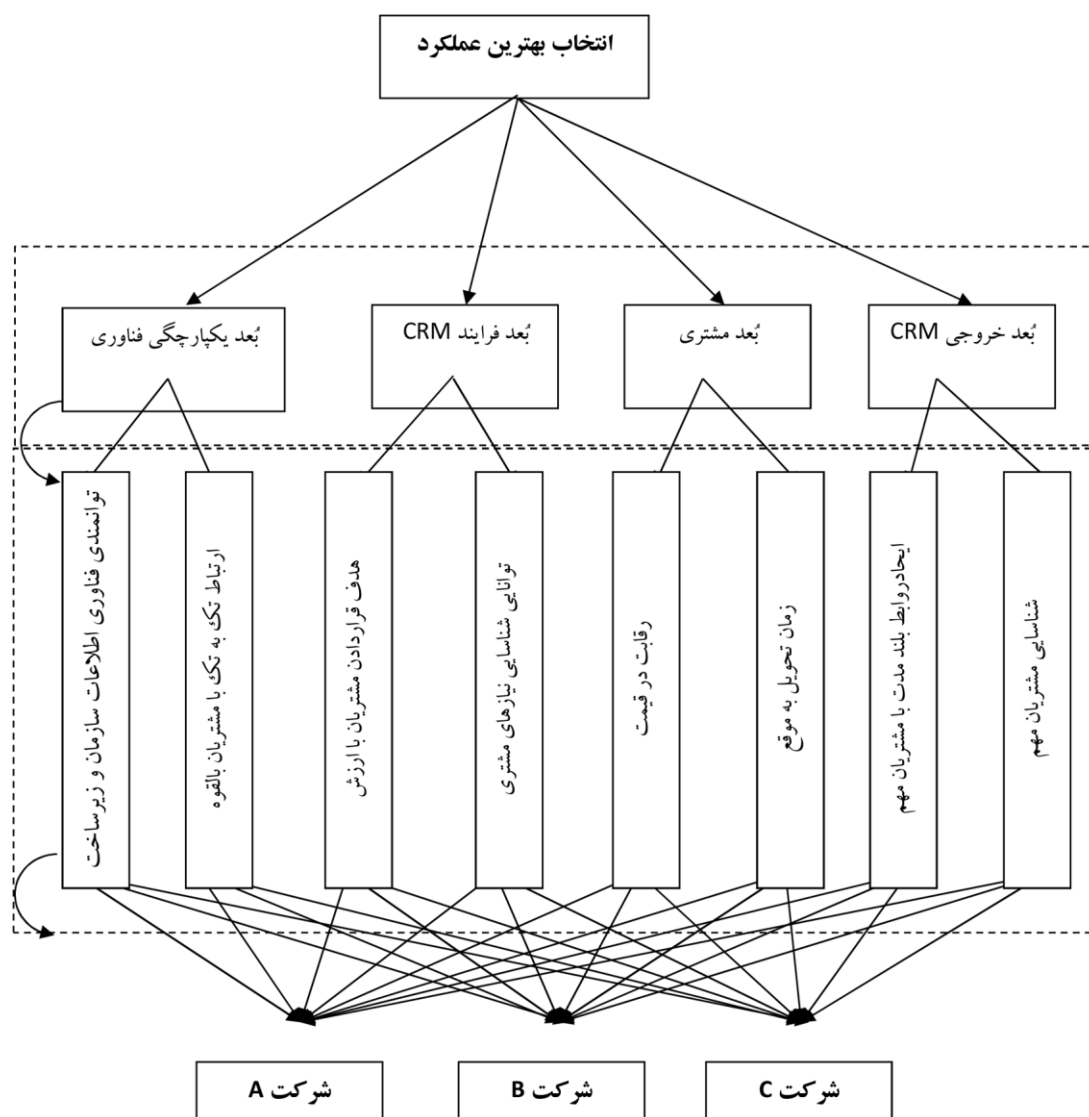 انتخاب بهترین عملکرد
بُعد خروجی CRM
بُعد مشتری
بُعد فرایند CRM
بُعد یکپارچگی فناوری
شناسایی مشتریان مهم
ایحادروابط بلند مدت با مشتریان مهم
زمان تحویل به موقع
رقابت در قیمت
توانایی شناسایی نیازهای مشتری
هدف قراردادن مشتریان با ارزش
ارتباط تک به تک با مشتریان بالقوه
توانمندی فناوری اطلاعات سازمان و زیرساخت
شرکت C
شرکت B
شرکت A